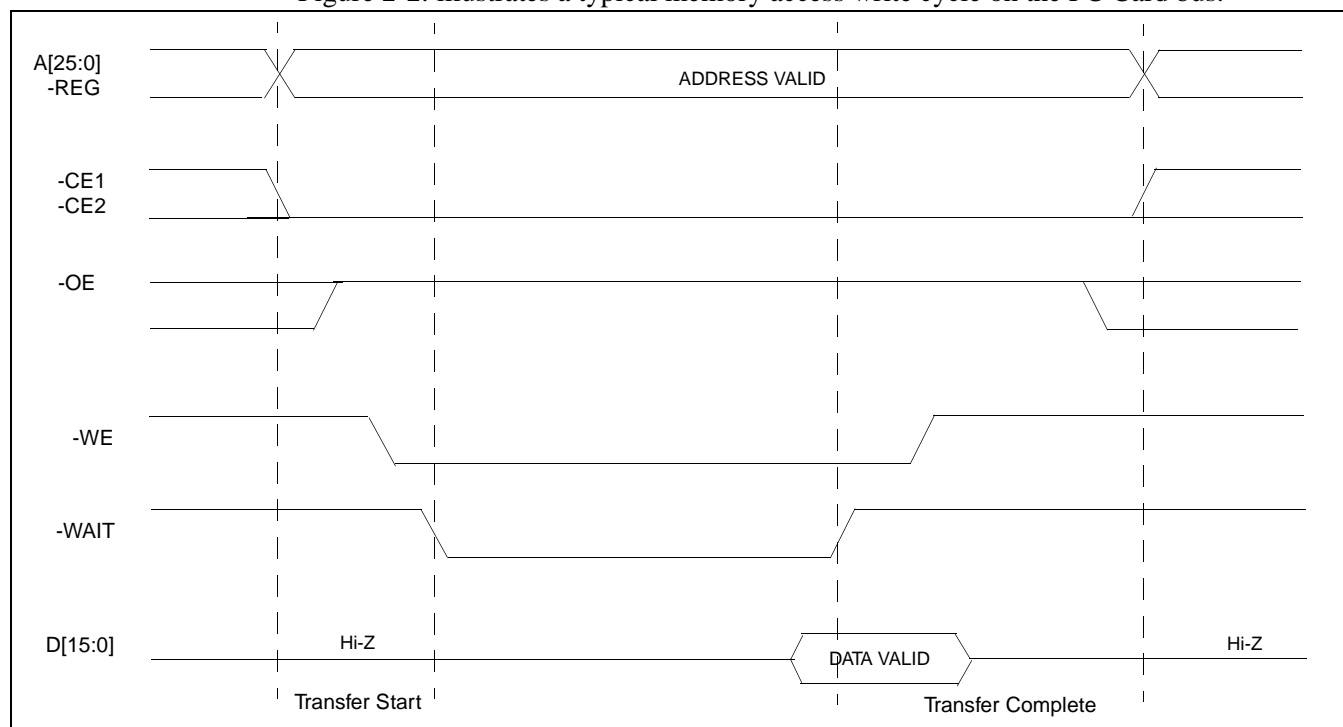 A[25:0]
-REG
ADDRESS VALID
-CE1
-CE2
-OE
-WE
-WAIT
D[15:0]
Hi-Z
DATA VALID
Hi-Z
Transfer Start
Transfer Complete